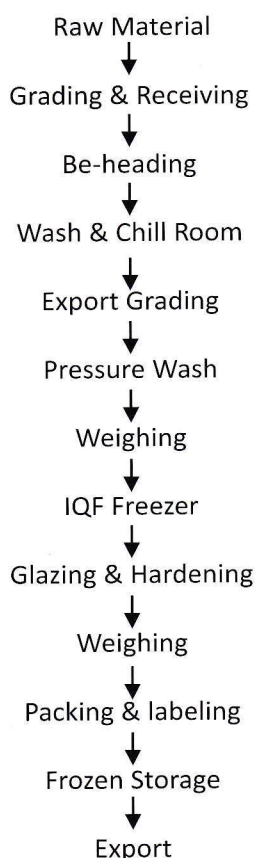 Raw Material
Grading & Receiving
Be-heading
Wash & Chill Room
Export Grading
Pressure Wash
Weighing
IQF Freezer
Glazing & Hardening
Weighing
Packing & labeling
Frozen Storage
Export